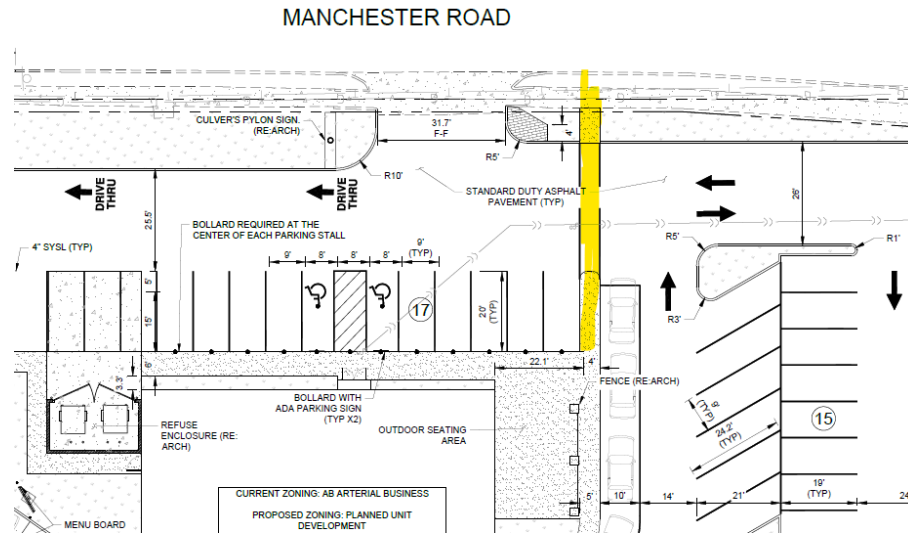 MANCHESTER ROAD
CULVER'S PYLON SIGN.
(RE:ARCH)
31.7'
F-F
4'
R5'
R10'
DRIVE
THRU
DRIVE
THRU
STANDARD DUTY ASPHALT
PAVEMENT (TYP)
26'
25.5'
BOLLARD REQUIRED AT THE
CENTER OF EACH PARKING STALL
4" SYSL (TYP)
9'
8'
8'
8'
9'
(TYP)
R5'
R1'
5'
15'
17
20'
(TYP)
R3'
6'
3.3'
22.1'
4'
FENCE (RE:ARCH)
BOLLARD WITH
ADA PARKING SIGN
(TYP X2)
REFUSE
ENCLOSURE (RE:
ARCH)
OUTDOOR SEATING
AREA
9'
(TYP)
24.2'
(TYP)
15
5'
10'
14'
21'
19'
(TYP)
24
CURRENT ZONING: AB ARTERIAL BUSINESS
PROPOSED ZONING: PLANNED UNIT
DEVELOPMENT
MENU BOARD